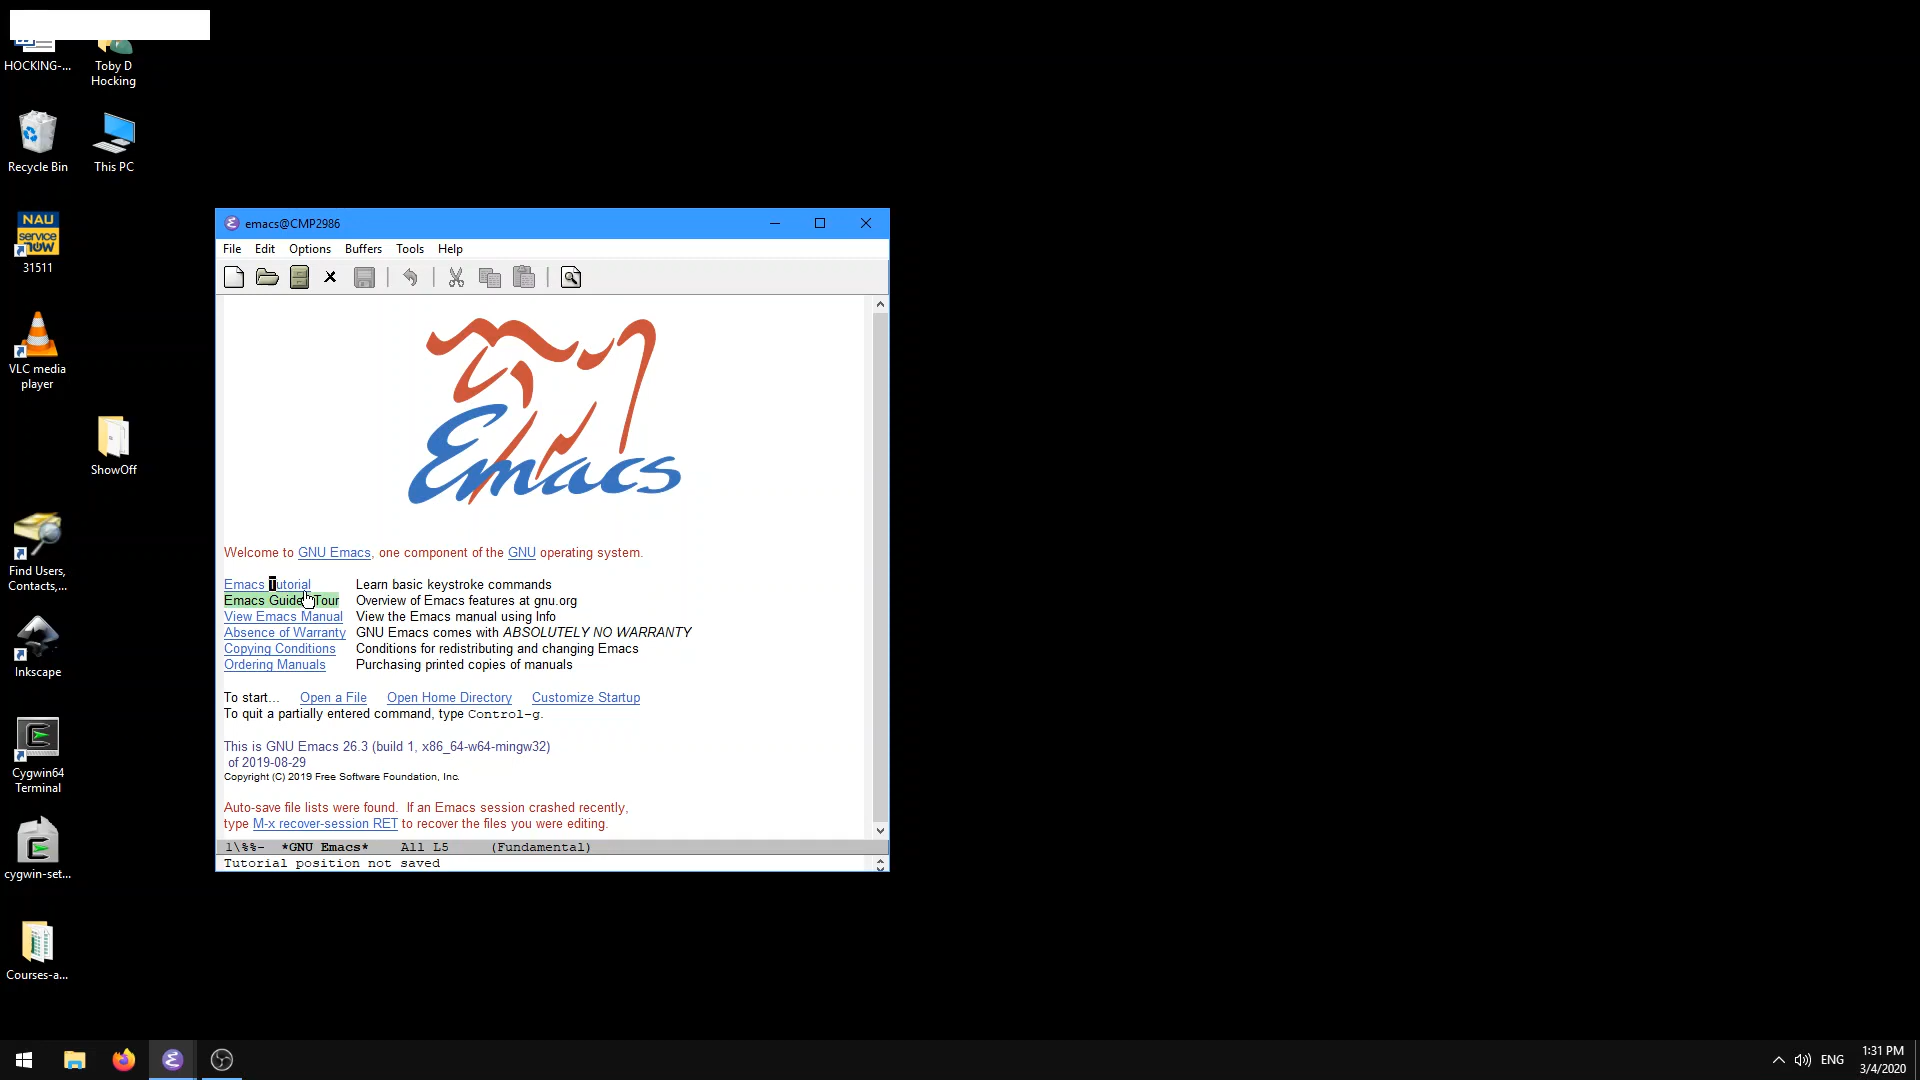 HOCKING-...
Toby D
Hocking
Recycle Bin
This PC
NAU
service
now
31511
VLC media
player
ShowOff
Find Users,
Contacts,...
Inkscape
Cygwin64
Terminal
cygwin-set...
Courses-a...
emacs@CMP2986
File Edit Options Buffers Tools Help
Emacs
Welcome to GNU Emacs, one component of the GNU operating system.
Emacs Tutorial Learn basic keystroke commands
Emacs Guided Tour Overview of Emacs features at gnu.org
View Emacs Manual View the Emacs manual using Info
Absence of Warranty GNU Emacs comes with ABSOLUTELY NO WARRANTY
Copying Conditions Conditions for redistributing and changing Emacs
Ordering Manuals Purchasing printed copies of manuals
To start... Open a File Open Home Directory Customize Startup
To quit a partially entered command, type Control-g.
This is GNU Emacs 26.3 (build 1, x86_64-w64-mingw32)
of 2019-08-29
Copyright (C) 2019 Free Software Foundation, Inc.
Auto-save file lists were found. If an Emacs session crashed recently,
type M-x recover-session RET to recover the files you were editing.
1\%%- *GNU Emacs* All L5 (Fundamental)
Tutorial position not saved
ENG
1:31 PM
3/4/2020